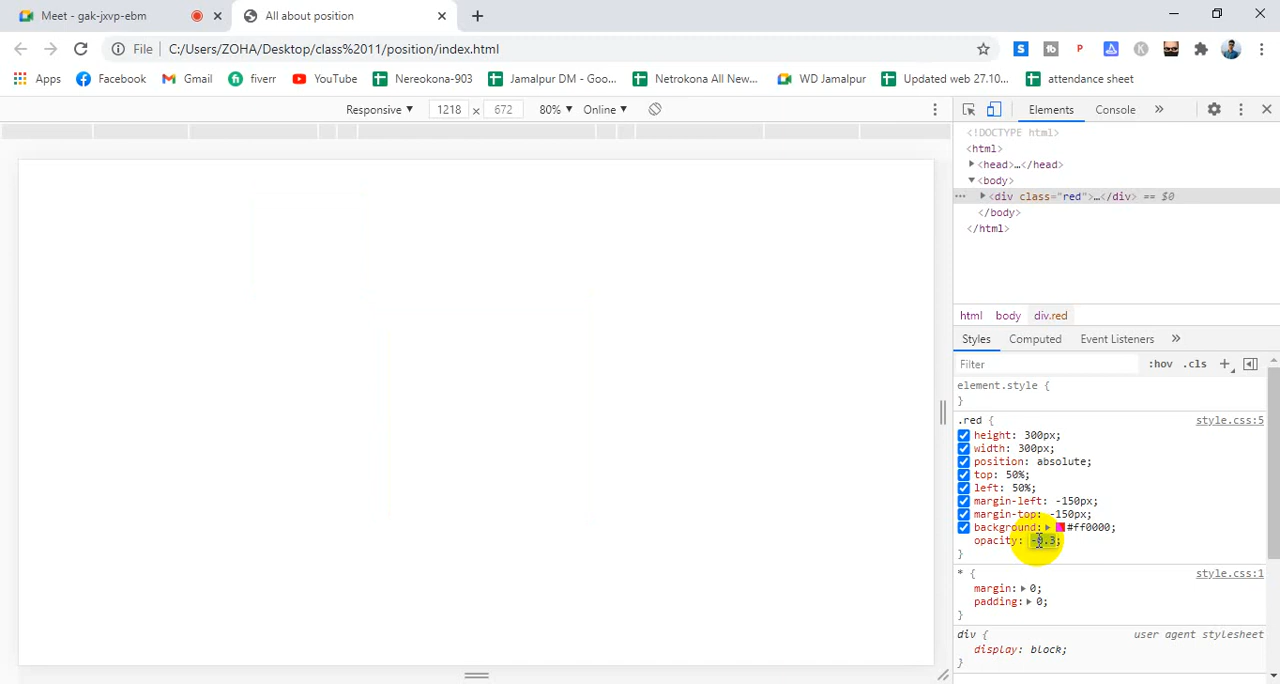 Meet - gak-jxvp-ebm
All about position
File C:/Users/ZOHA/Desktop/class%2011/position/index.html
Apps Facebook Gmail fiverr YouTube Nereokona 003 Jamalpur DM - Goo... Netrokona AI New... WD Jamalpur Updated web 27.10... attendance sheet
Responsive 1218 x 672 80% Online
Elements Console »
<!DOCTYPE html>
<html>
<head>…</head>
<body>
<div class="red">…</div> == $0
</body>
</html>
html body div.red
Styles Computed Event Listeners »
Filter :hov .cls +
element.style {
}
.red { style.css:5
height: 300px;
width: 300px;
position: absolute;
top: 50%;
left: 50%;
margin-left: -150px;
margin-top: -150px;
background: #ff0000;
opacity: -0.3;
}
* { style.css:1
margin: 0;
padding: 0;
}
div { user agent stylesheet
display: block;
}